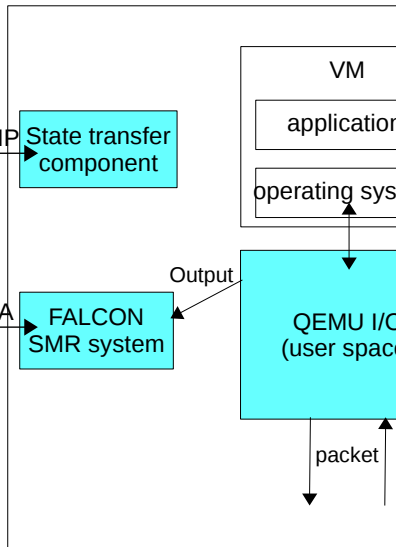 VM
application
operating sys
IP
State transfer
component
Output
A
FALCON
SMR system
QEMU I/O
(user space
packet